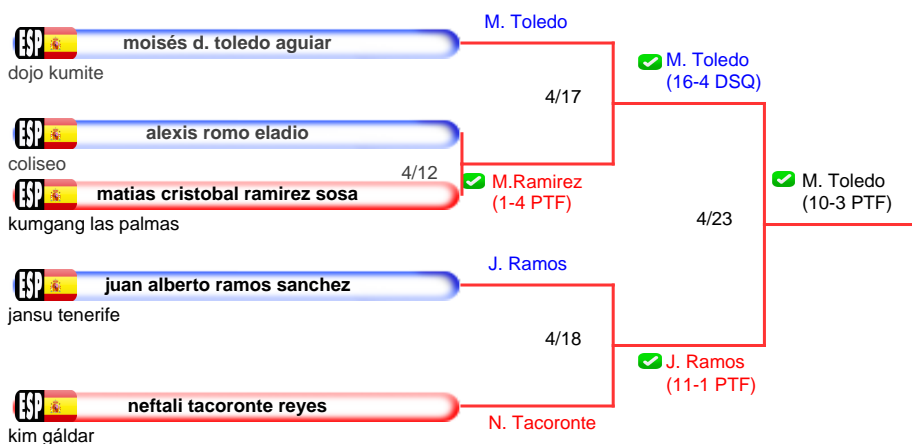 M. Toledo
ESP moisés d. toledo aguiar
dojo kumite
M. Toledo
(16-4 DSQ)
4/17
ESP alexis romo eladio
coliseo
4/12
ESP matias cristobal ramirez sosa
kumgang las palmas
M.Ramirez
(1-4 PTF)
M. Toledo
(10-3 PTF)
4/23
J. Ramos
ESP juan alberto ramos sanchez
jansu tenerife
4/18
J. Ramos
(11-1 PTF)
ESP neftali tacoronte reyes
kim gáldar
N. Tacoronte